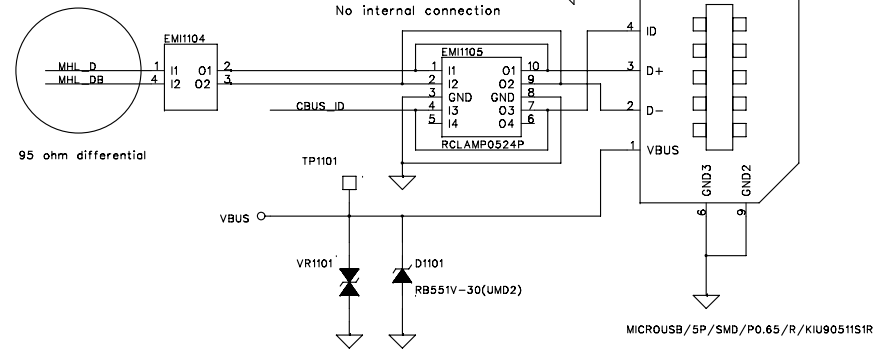 No internal connection
EMI1104
MHL_D 1 I1 O1 2
MHL_DB 4 I2 O2 3
95 ohm differential
EMI1105
1 I1 O1 10
2 I2 O2 9
3 GND GND 8
CBUS_ID 4 I3 O3 7
5 I4 O4 6
RCLAMP0524P
4 ID
3 D+
2 D-
1 VBUS
GND3 GND2
6 9
TP1101
VBUS
VR1101
D1101
RB551V-30(UMD2)
MICROUSB/5P/SMD/P0.65/R/KIU90511S1R